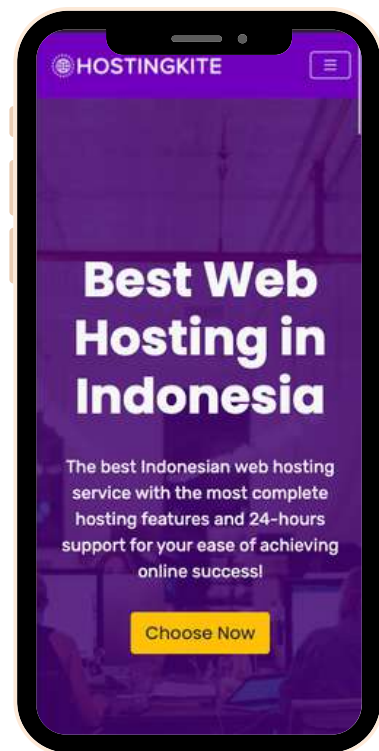 HOSTINGKITE
Best Web
Hosting in
Indonesia
The best Indonesian web hosting
service with the most complete
hosting features and 24-hours
support for your ease of achieving
online success!
Choose Now